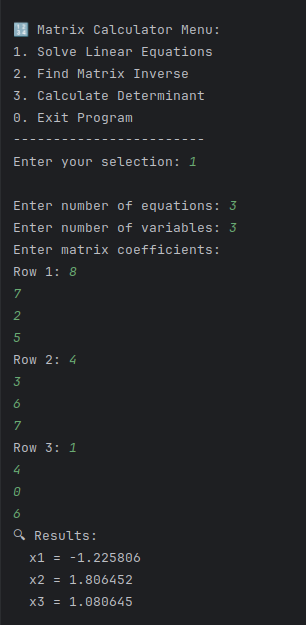 🔢 Matrix Calculator Menu:
1. Solve Linear Equations
2. Find Matrix Inverse
3. Calculate Determinant
0. Exit Program
------------------------
Enter your selection: 1
Enter number of equations: 3
Enter number of variables: 3
Enter matrix coefficients:
Row 1: 8
7
2
5
Row 2: 4
3
6
7
Row 3: 1
4
0
6
🔍 Results:
x1 = -1.225806
x2 = 1.806452
x3 = 1.080645